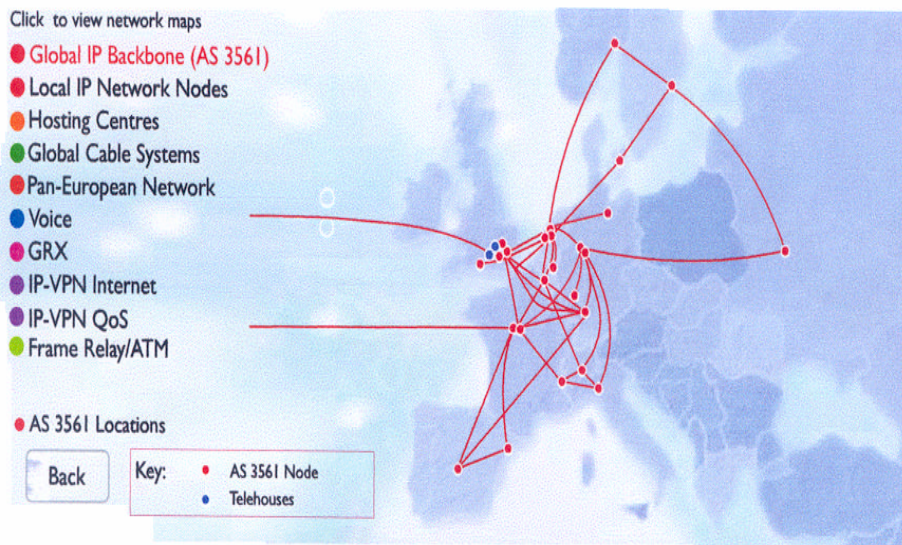 Click to view network maps
Global IP Backbone (AS 3561)
Local IP Network Nodes
Hosting Centres
Global Cable Systems
Pan-European Network
Voice
GRX
IP-VPN Internet
IP-VPN QoS
Frame Relay/ATM
AS 3561 Locations
Back
Key:
AS 3561 Node
Telehouses